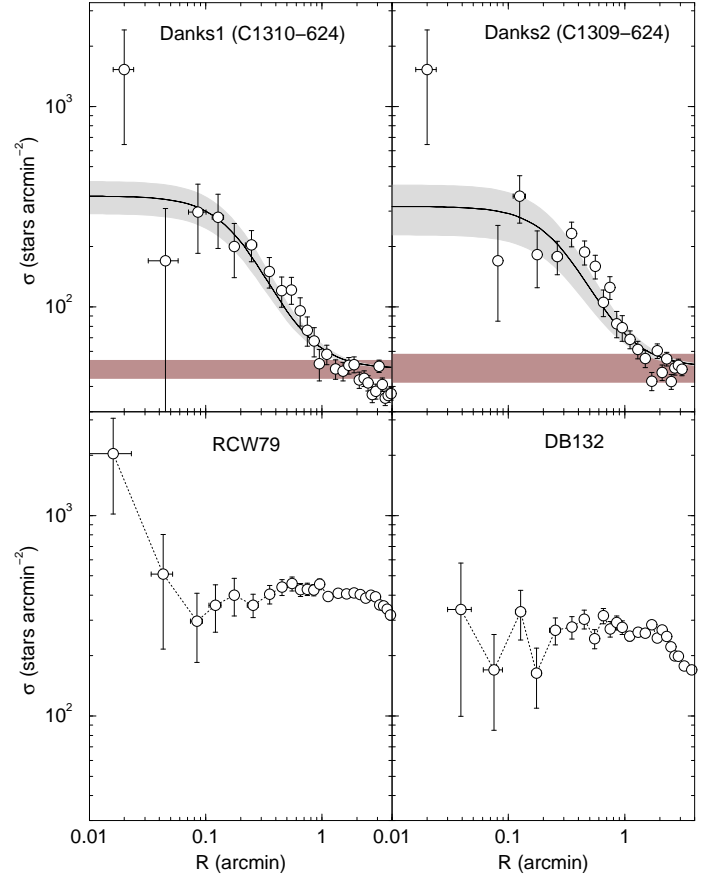 Danks1 (C1310−624)
Danks2 (C1309−624)
σ (stars arcmin⁻²)
10³
10²
RCW79
DB132
σ (stars arcmin⁻²)
10³
10²
0.01 0.1 1 0.01 0.1 1
R (arcmin) R (arcmin)